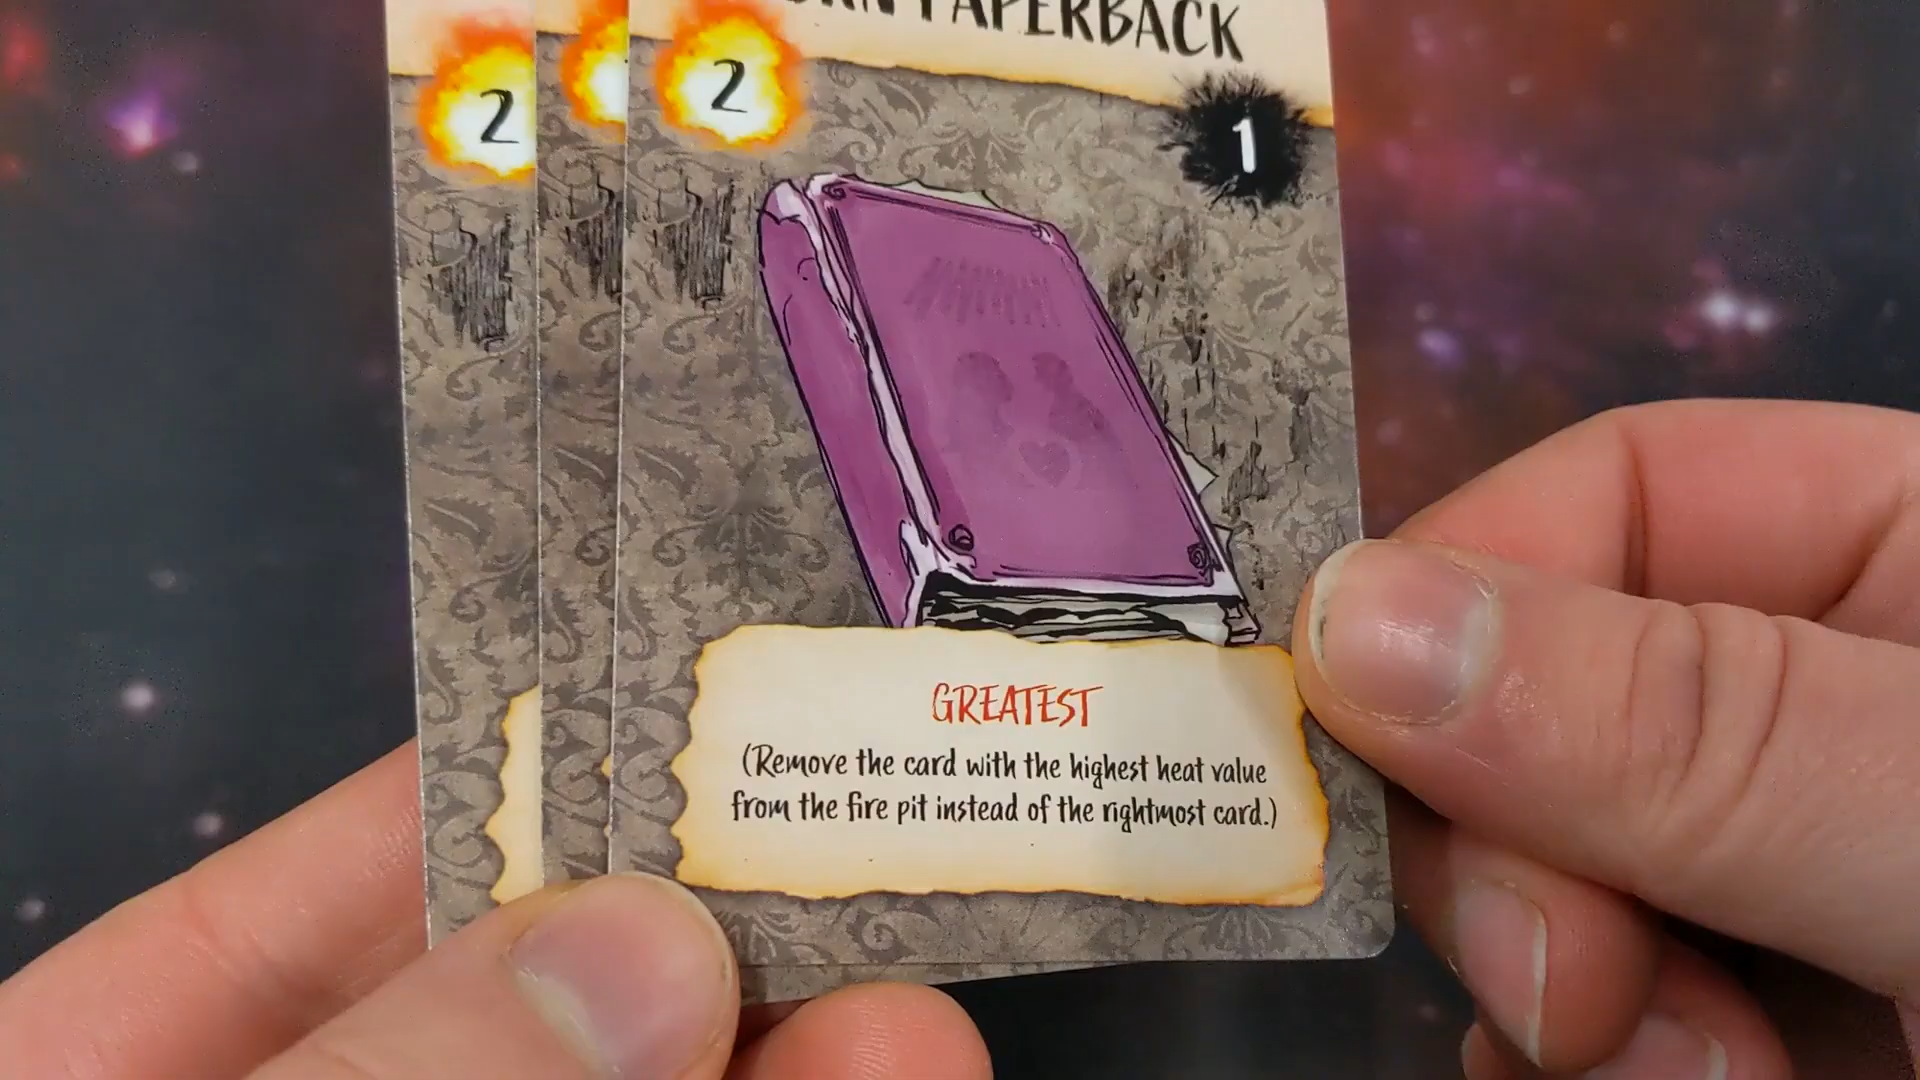 PAPERBACK
2
2
1
GREATEST
(Remove the card with the highest heat value
from the fire pit instead of the rightmost card.)